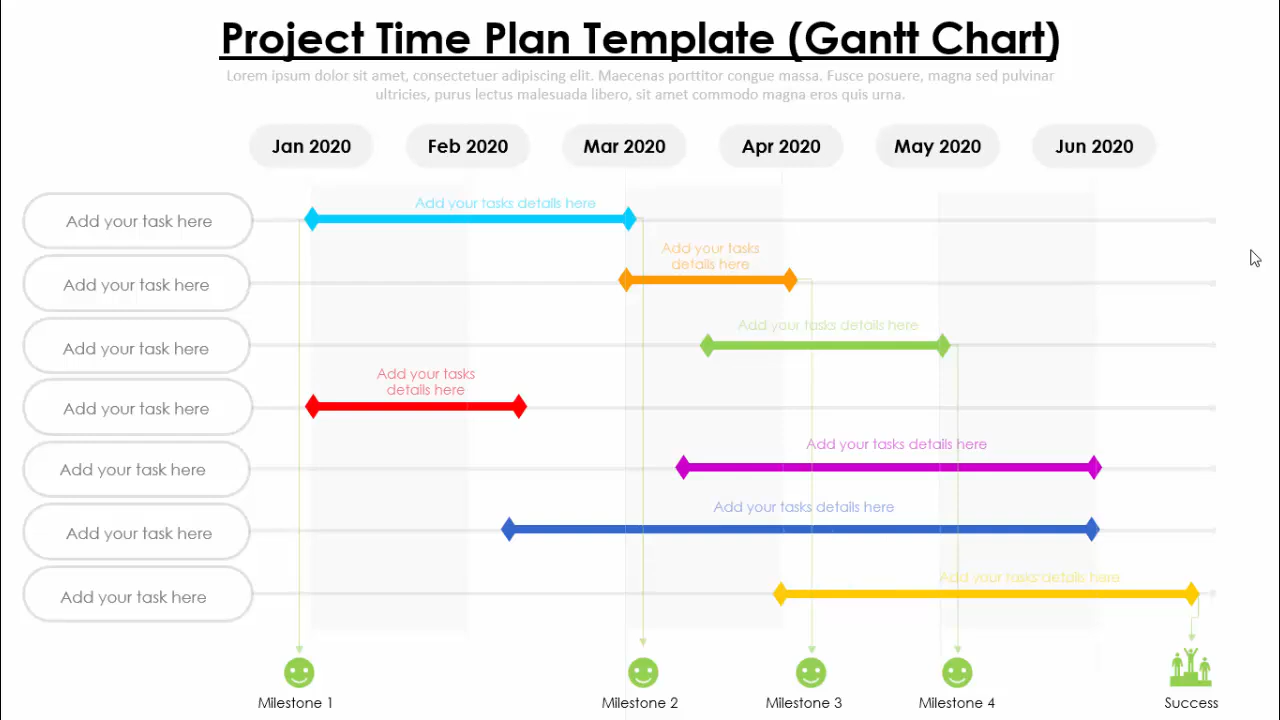 Project Time Plan Template (Gantt Chart)
Lorem ipsum dolor sit amet, consectetuer adipiscing elit. Maecenas porttitor congue massa. Fusce posuere, magna sed pulvinar
ultricies, purus lectus malesuada libero, sit amet commodo magna eros quis urna.
Jan 2020
Feb 2020
Mar 2020
Apr 2020
May 2020
Jun 2020
Add your task here
Add your tasks details here
Add your task here
Add your tasks
details here
Add your task here
Add your tasks details here
Add your task here
Add your tasks
details here
Add your task here
Add your tasks details here
Add your task here
Add your tasks details here
Add your task here
Add your tasks details here
Milestone 1
Milestone 2
Milestone 3
Milestone 4
Success